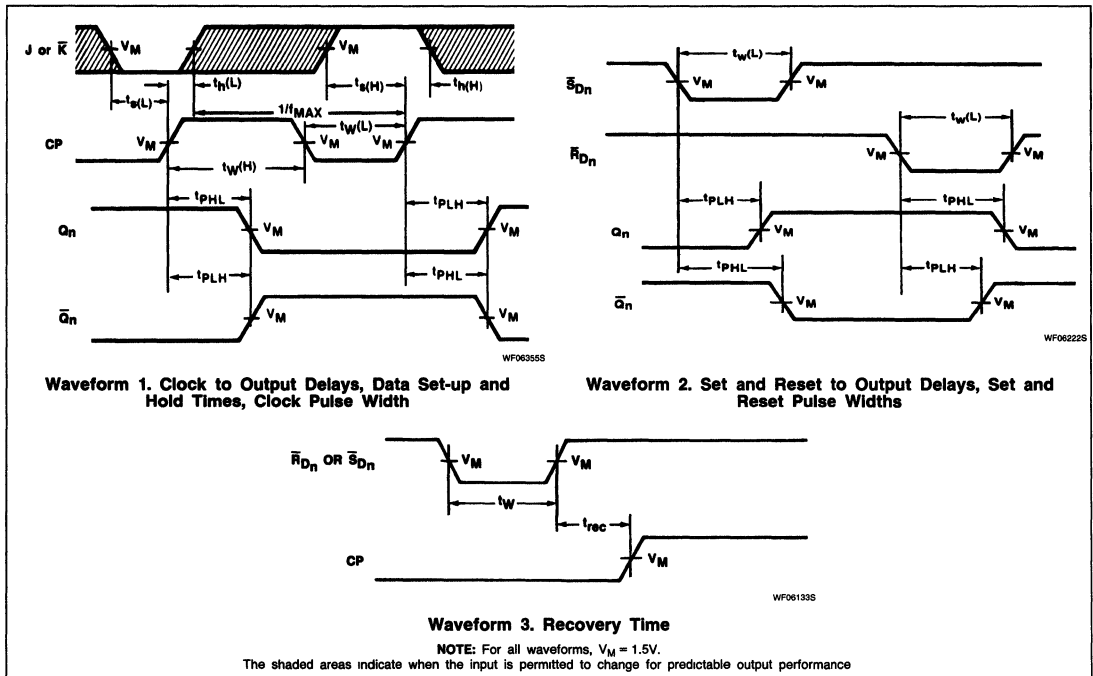 J or K̅
V_M
V_M
t_h(L)
t_s(H)
t_h(H)
t_s(L)
1/f_MAX
t_W(L)
CP
V_M
V_M
V_M
t_W(H)
t_PHL
t_PLH
Q_n
V_M
V_M
t_PLH
t_PHL
Q̅_n
V_M
V_M
WF06355S
Waveform 1. Clock to Output Delays, Data Set-up and
Hold Times, Clock Pulse Width
t_w(L)
S̅_Dn
V_M
V_M
t_w(L)
R̅_Dn
V_M
V_M
t_PLH
t_PHL
Q_n
V_M
V_M
t_PHL
t_PLH
Q̅_n
V_M
V_M
WF06222S
Waveform 2. Set and Reset to Output Delays, Set and
Reset Pulse Widths
R̅_Dn OR S̅_Dn
V_M
V_M
t_W
t_rec
CP
V_M
WF06133S
Waveform 3. Recovery Time
NOTE: For all waveforms, V_M = 1.5V.
The shaded areas indicate when the input is permitted to change for predictable output performance